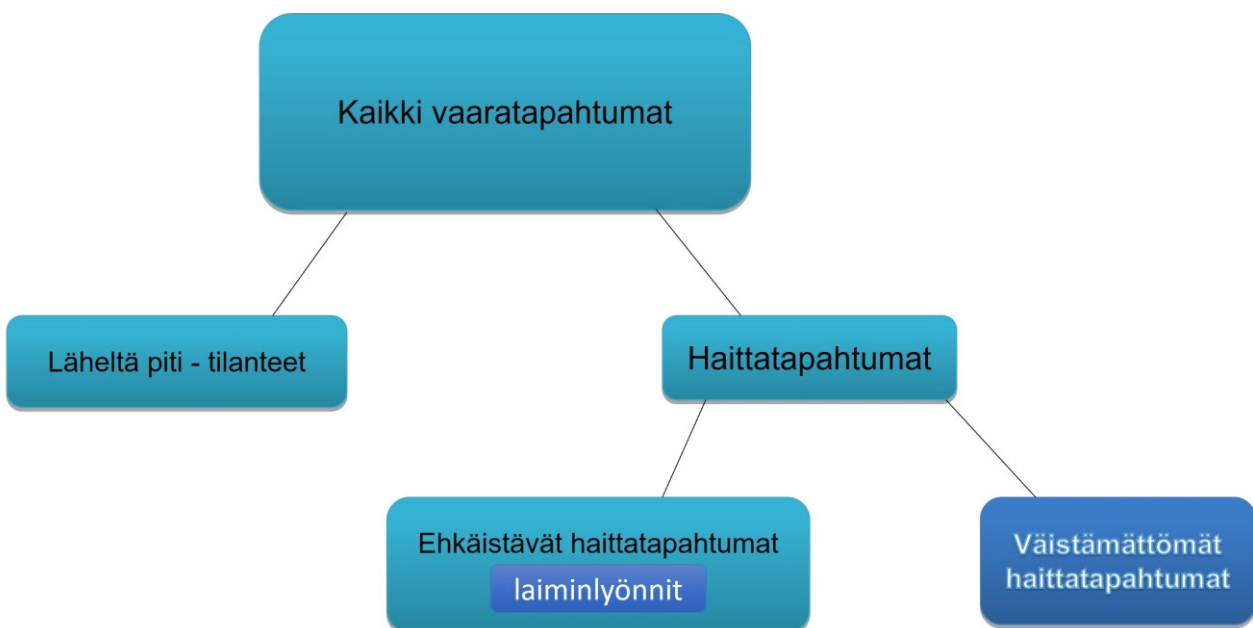 Kaikki vaaratapahtumat
Läheltä piti - tilanteet
Haittatapahtumat
Ehkäistävät haittatapahtumat
laiminlyönnit
Väistämättömät
haittatapahtumat